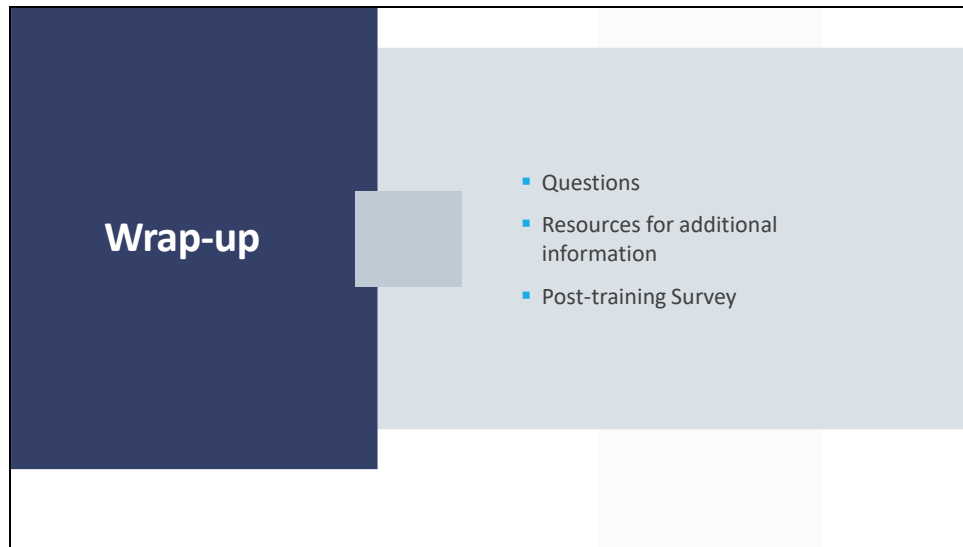 Wrap-up
▪ Questions
▪ Resources for additional
information
▪ Post-training Survey